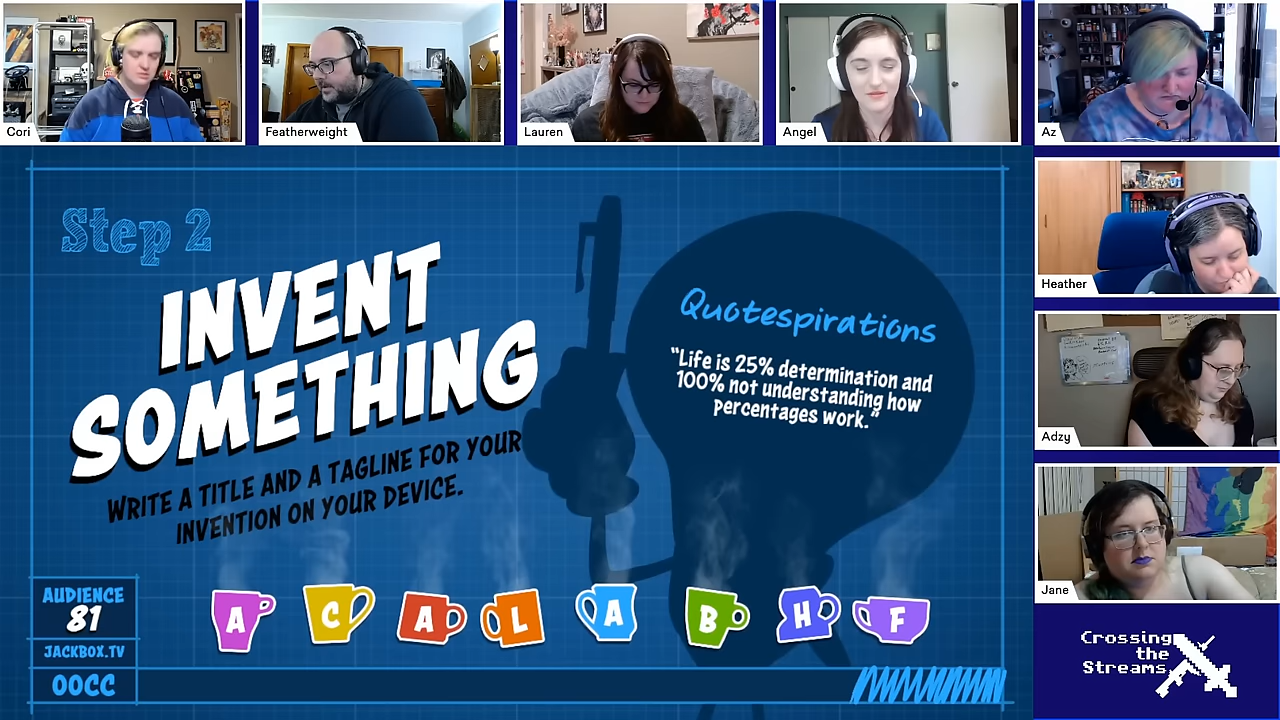 Cori
Featherweight
Lauren
Angel
Az
Step 2
INVENT
SOMETHING
WRITE A TITLE AND A TAGLINE FOR YOUR
INVENTION ON YOUR DEVICE.
Quotespirations
"Life is 25% determination and
100% not understanding how
percentages work."
Heather
Adzy
Jane
AUDIENCE
81
JACKBOX.TV
OOCC
A C A L A B H F
Crossing
the
Streams